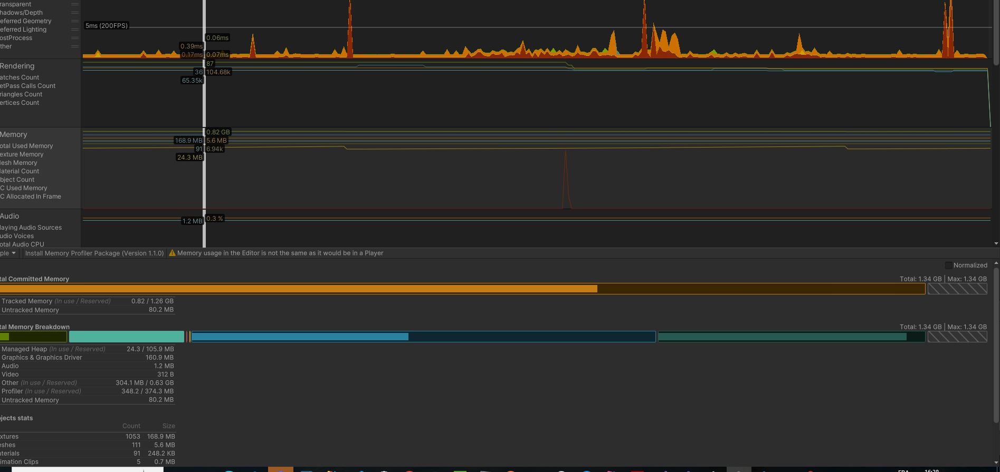 ransparent
hadows/Depth
eferred Geometry
eferred Lighting
ostProcess
ther
5ms (200FPS)
0.06ms
0.39ms
0.17ms 0.07ms
Rendering
atches Count
etPass Calls Count
riangles Count
ertices Count
87
36 104.68k
65.35k
Memory
otal Used Memory
exture Memory
lesh Memory
laterial Count
bject Count
C Used Memory
C Allocated In Frame
0.82 GB
168.9 MB 5.6 MB
91 6.94k
24.3 MB
Audio
laying Audio Sources
udio Voices
otal Audio CPU
0.3 %
1.2 MB
ple Install Memory Profiler Package (Version 1.1.0) Memory usage in the Editor is not the same as it would be in a Player
Normalized
tal Committed Memory Total: 1.34 GB | Max: 1.34 GB
Tracked Memory (In use / Reserved) 0.82 / 1.26 GB
Untracked Memory 80.2 MB
tal Memory Breakdown Total: 1.34 GB | Max: 1.34 GB
Managed Heap (In use / Reserved) 24.3 / 105.9 MB
Graphics & Graphics Driver 160.9 MB
Audio 1.2 MB
Video 312 B
Other (In use / Reserved) 304.1 MB / 0.63 GB
Profiler (In use / Reserved) 348.2 / 374.3 MB
Untracked Memory 80.2 MB
jects stats
Count Size
xtures 1053 168.9 MB
eshes 111 5.6 MB
aterials 91 248.2 KB
imation Clips 5 0.7 MB